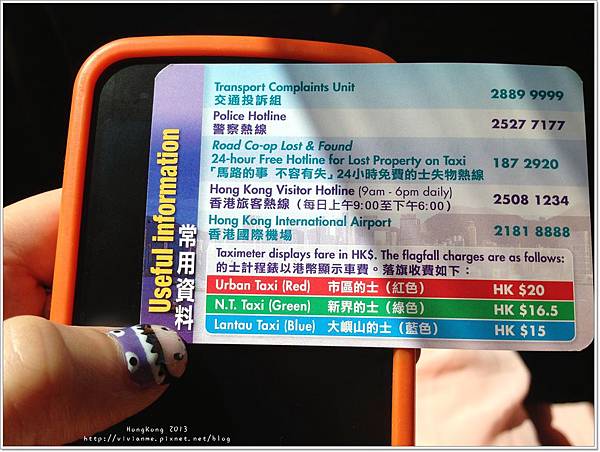 Useful information
常用資料
Transport Complaints Unit
交通投訴組 2889 9999
Police Hotline
警察熱線 2527 7177
Road Co-op Lost & Found
24-hour Free Hotline for Lost Property on Taxi 187 2920
「馬路的事 不容有失」24小時免費的士失物熱線
Hong Kong Visitor Hotline (9am - 6pm daily) 2508 1234
香港旅客熱線（每日上午9:00至下午6:00）
Hong Kong International Airport 2181 8888
香港國際機場
Taximeter displays fare in HK$. The flagfall charges are as follows:
的士計程錶以港幣顯示車費。落旗收費如下：
Urban Taxi (Red) 市區的士（紅色） HK $20
N.T. Taxi (Green) 新界的士（綠色） HK $16.5
Lantau Taxi (Blue) 大嶼山的士（藍色） HK $15
HongKong 2013
http://vivianme.pixnet.net/blog